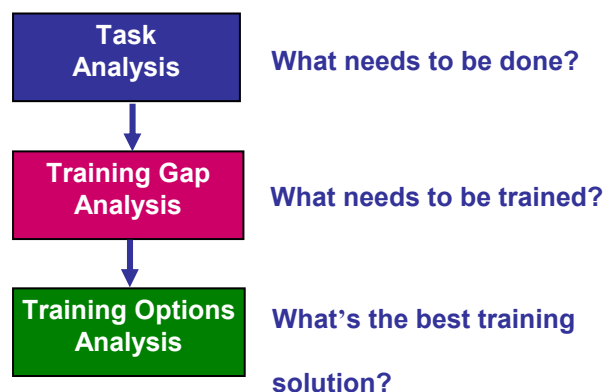 Task
Analysis
What needs to be done?
Training Gap
Analysis
What needs to be trained?
Training Options
Analysis
What’s the best training
solution?